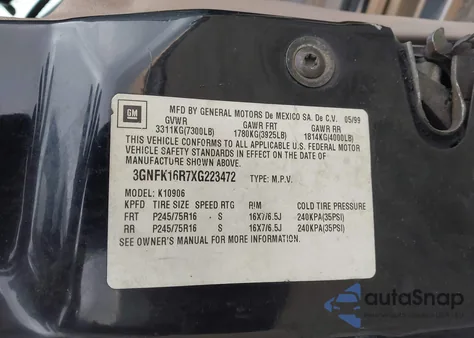 GM
MFD BY GENERAL MOTORS De MEXICO SA. De C.V. 05/99
GVWR GAWR FRT GAWR RR
3311KG(7300LB) 1780KG(3925LB) 1814KG(4000LB)
THIS VEHICLE CONFORMS TO ALL APPLICABLE U.S. FEDERAL MOTOR
VEHICLE SAFETY STANDARDS IN EFFECT ON THE DATE OF
MANUFACTURE SHOWN ABOVE.
3GNFK16R7XG223472 TYPE: M.P.V.
MODEL: K10906
KPFD TIRE SIZE SPEED RTG RIM COLD TIRE PRESSURE
FRT P245/75R16 S 16X7/6.5J 240KPA(35PSI)
RR P245/75R16 S 16X7/6.5J 240KPA(35PSI)
SEE OWNER'S MANUAL FOR MORE INFORMATION.
autoSnap